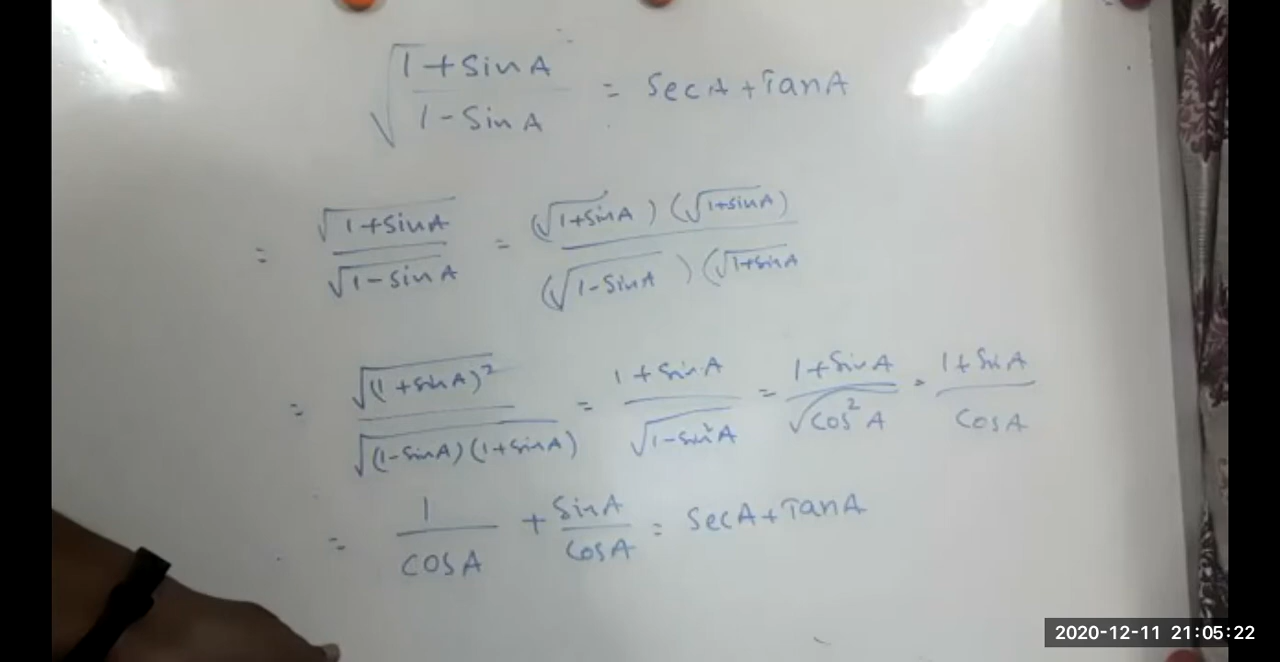 √(1+sinA / 1-SinA) = SecA+TanA
= √(1+sinA) / √(1-sinA) = (√(1+sinA)) (√(1+sinA)) / (√(1-SinA)) (√(1+sinA)
= √((1+sinA)²) / √((1-sinA)(1+sinA)) = 1+sinA / √(1-sin²A) = 1+sinA / √(cos²A) = 1+sinA / CosA
= 1 / COSA + SinA / CosA = SecA+TanA
2020-12-11 21:05:22